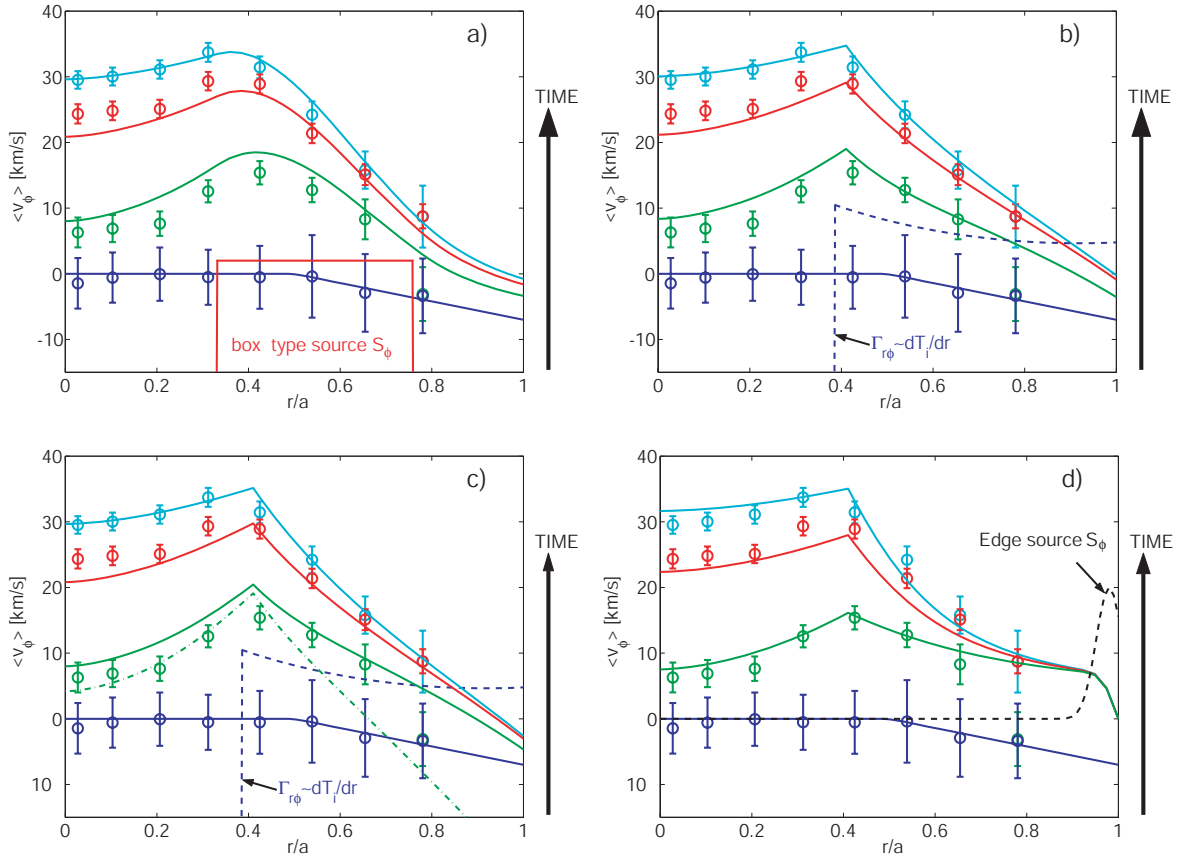 a)
40
30
20
10
0
-10
<v_ϕ> [km/s]
box type source S_ϕ
0 0.2 0.4 0.6 0.8 1
r/a
TIME
b)
40
30
20
10
0
-10
<v_ϕ> [km/s]
Γ_rϕ~dT_i/dr
0 0.2 0.4 0.6 0.8 1
r/a
TIME
c)
40
30
20
10
0
10
<v_ϕ> [km/s]
Γ_rϕ~dT_i/dr
0 0.2 0.4 0.6 0.8 1
r/a
TIME
d)
40
30
20
10
0
10
<v_ϕ> [km/s]
Edge source S_ϕ
0 0.2 0.4 0.6 0.8 1
r/a
TIME